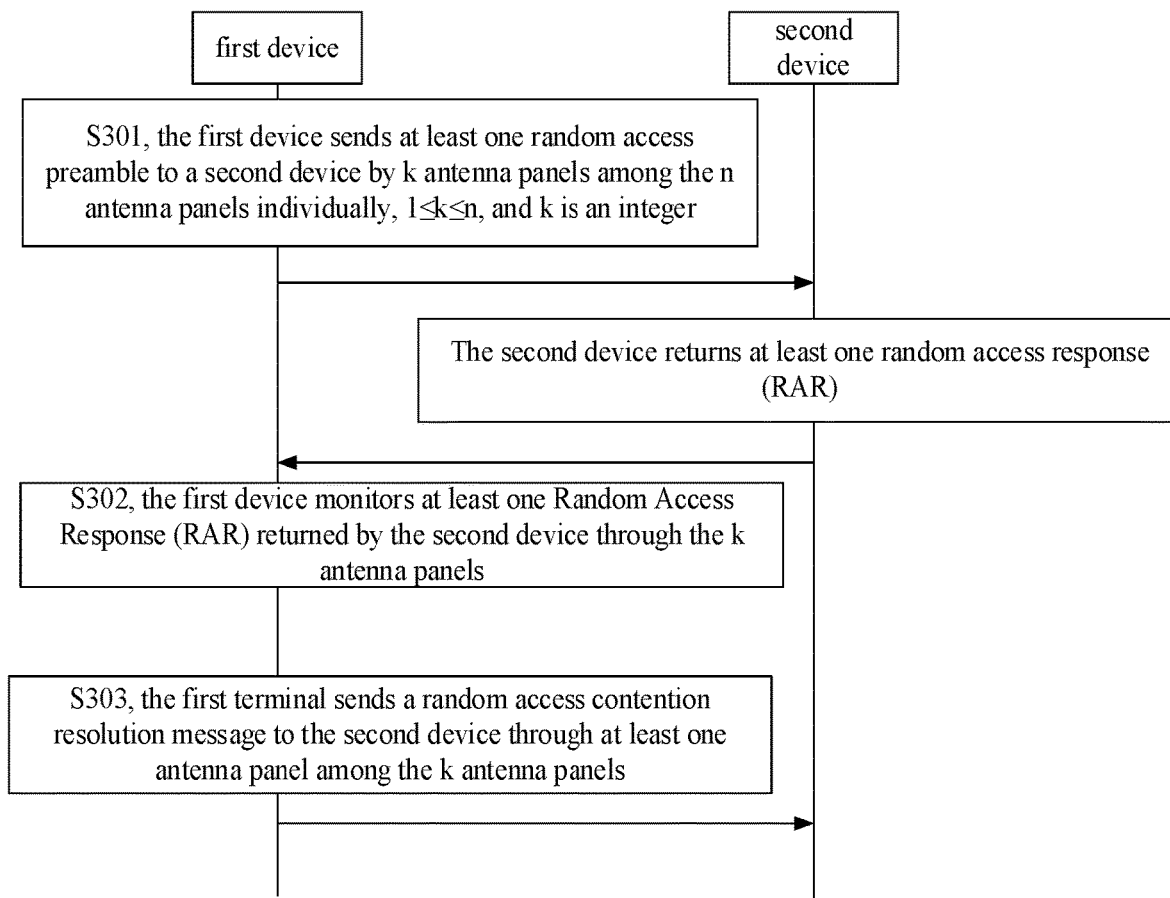 first device
second
device
S301, the first device sends at least one random access
preamble to a second device by k antenna panels among the n
antenna panels individually, 1≤k≤n, and k is an integer
The second device returns at least one random access response
(RAR)
S302, the first device monitors at least one Random Access
Response (RAR) returned by the second device through the k
antenna panels
S303, the first terminal sends a random access contention
resolution message to the second device through at least one
antenna panel among the k antenna panels